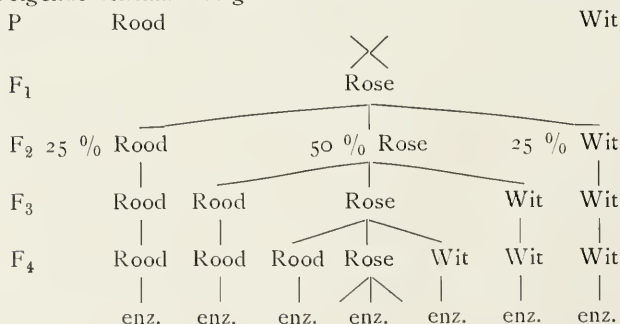 P Rood Wit
F₁ Rose
F₂ 25 % Rood 50 % Rose 25 % Wit
F₃ Rood Rood Rose Wit Wit
F₄ Rood Rood Rood Rose Wit Wit Wit
enz. enz. enz. enz. enz. enz. enz.